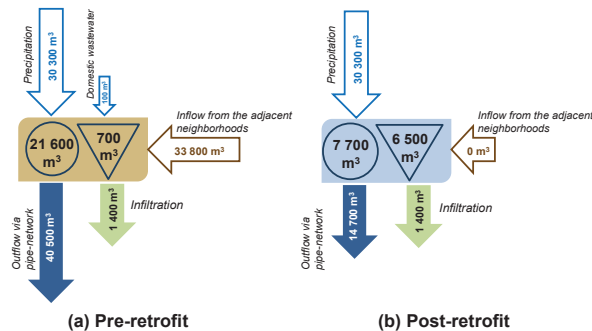 Precipitation
30 300 m³
Domestic wastewater
100 m³
21 600
m³
700
m³
Inflow from the adjacent
neighborhoods
33 800 m³
Outflow via
pipe-network
40 500 m³
1 400 m³
Infiltration
(a) Pre-retrofit
Precipitation
30 300 m³
7 700
m³
6 500
m³
Inflow from the adjacent
neighborhoods
0 m³
Outflow via
pipe-network
14 700 m³
1 400 m³
Infiltration
(b) Post-retrofit